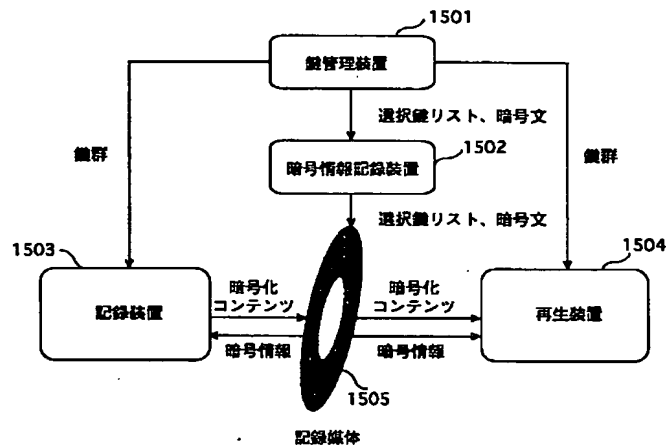 1501
鍵管理装置
選択鍵リスト、暗号文
鍵群
鍵群
1502
暗号情報記録装置
選択鍵リスト、暗号文
1503
1504
記録装置
暗号化
コンテンツ
暗号化
コンテンツ
再生装置
暗号情報
暗号情報
1505
記録媒体